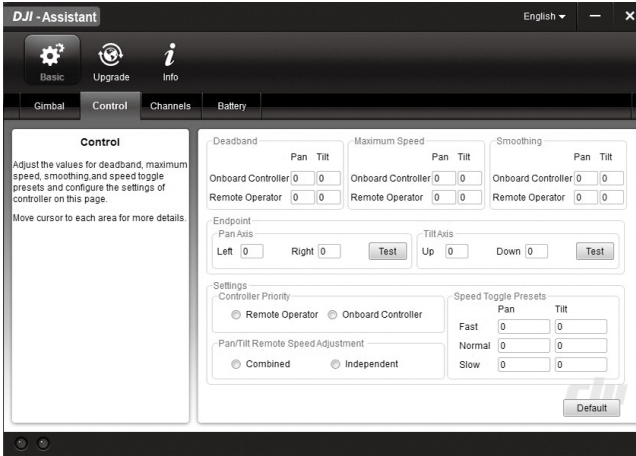 DJI - Assistant
English
Basic Upgrade Info
Gimbal Control Channels Battery
Control
Adjust the values for deadband, maximum
speed, smoothing,and speed toggle
presets and configure the settings of
controller on this page.
Move cursor to each area for more details.
Deadband Maximum Speed Smoothing
Pan Tilt Pan Tilt Pan Tilt
Onboard Controller 0 0 Onboard Controller 0 0 Onboard Controller 0 0
Remote Operator 0 0 Remote Operator 0 0 Remote Operator 0 0
Endpoint
Pan Axis Tilt Axis
Left 0 Right 0 Test Up 0 Down 0 Test
Settings
Controller Priority Speed Toggle Presets
Pan Tilt
Remote Operator Onboard Controller
Fast 0 0
Pan/Tilt Remote Speed Adjustment
Normal 0 0
Combined Independent
Slow 0 0
dji
Default